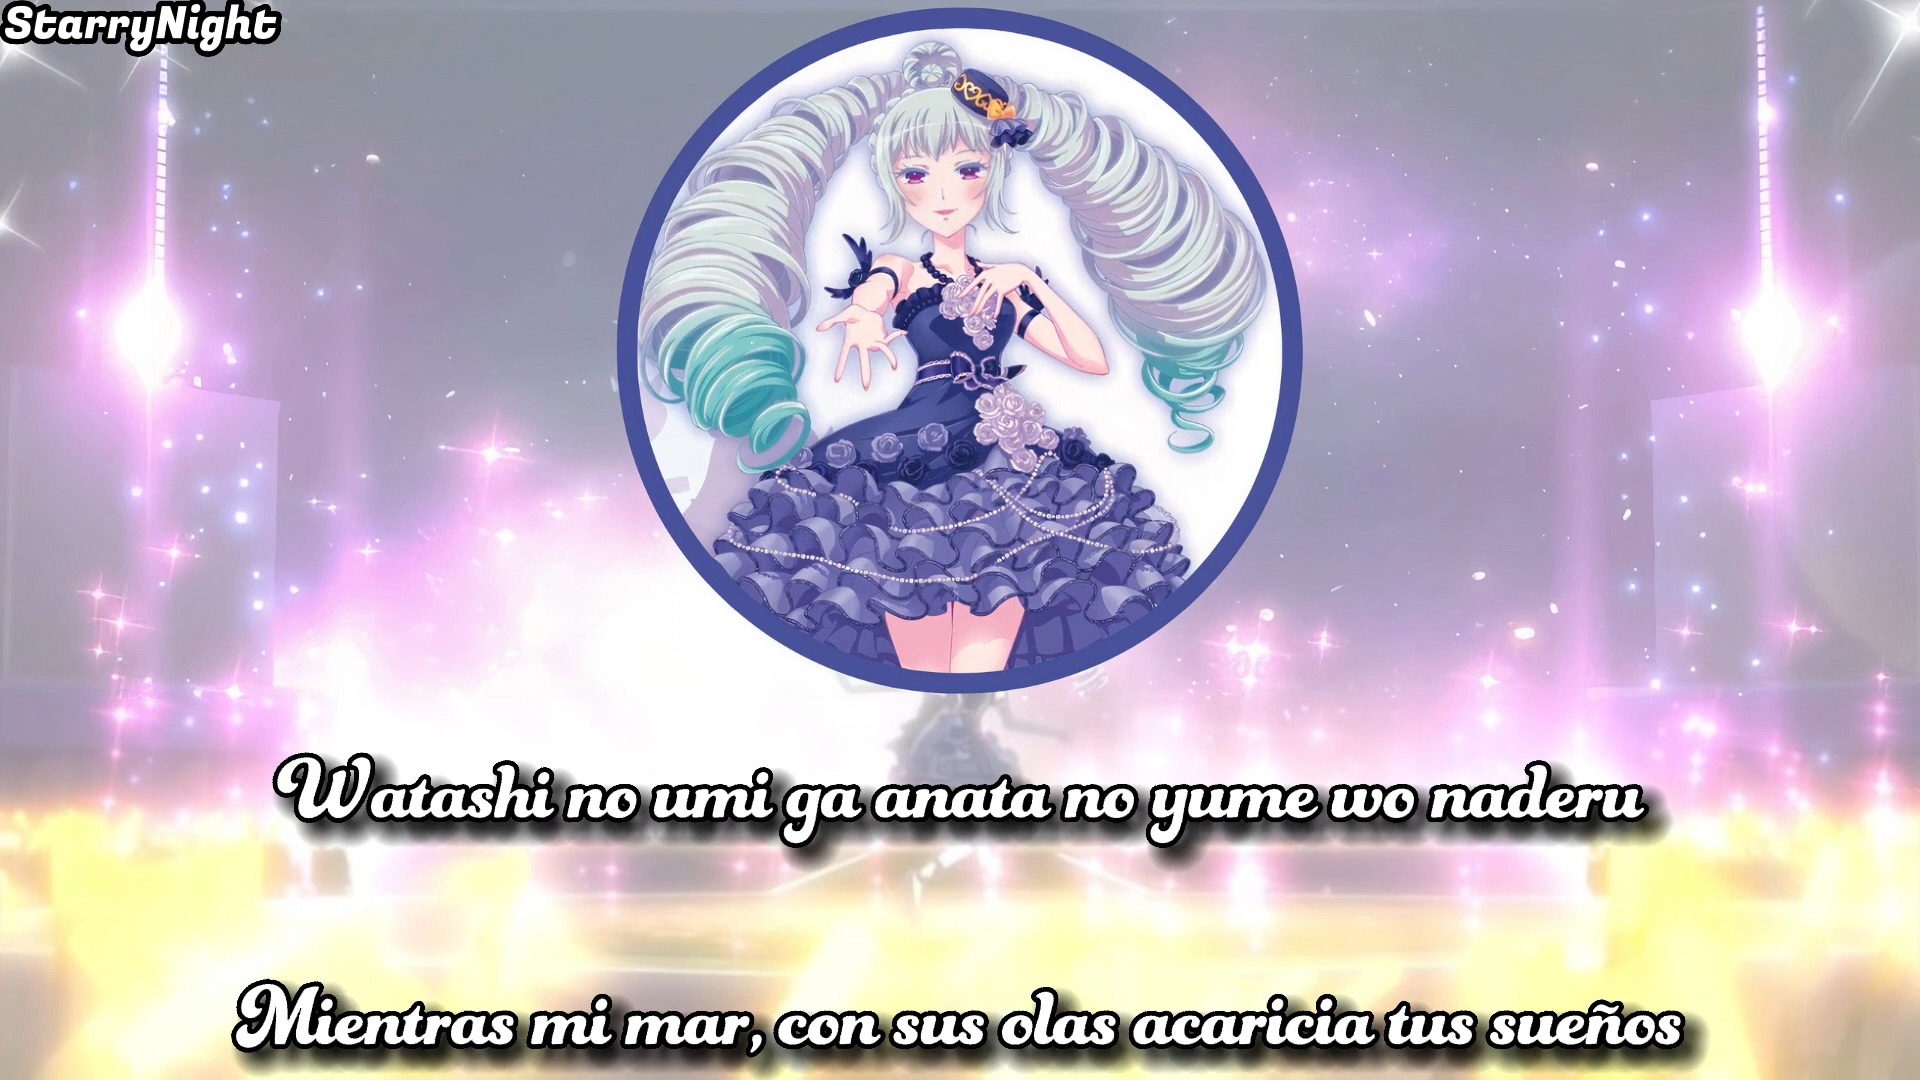 StarryNight
Watashi no umi ga anata no yume wo naderu
Mientras mi mar, con sus olas acaricia tus sueños